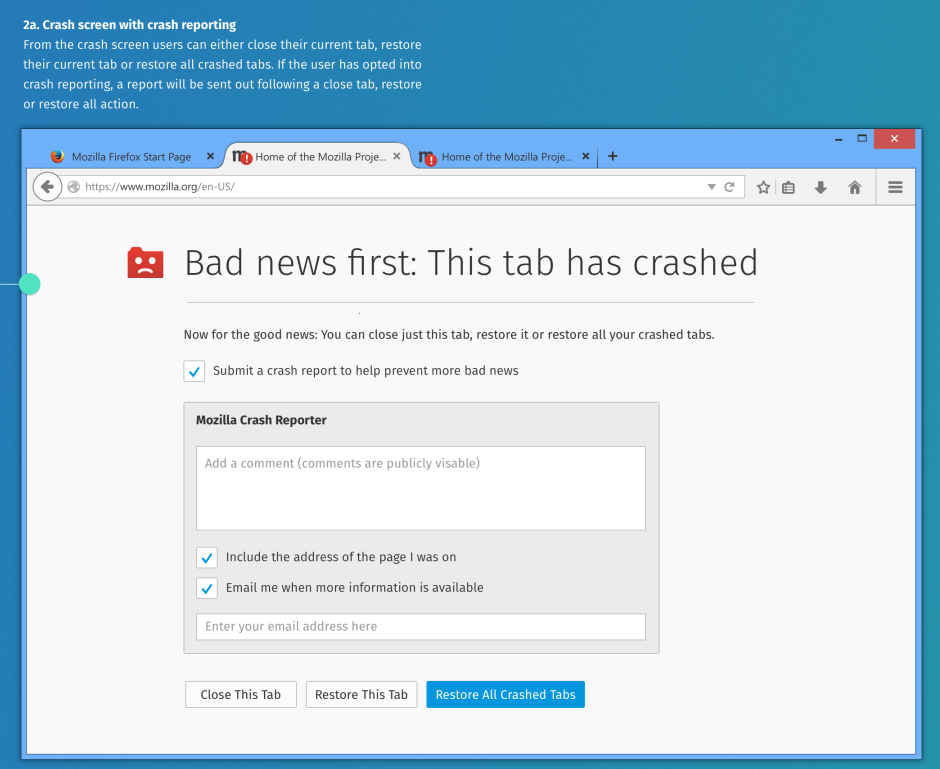 2a. Crash screen with crash reporting
From the crash screen users can either close their current tab, restore
their current tab or restore all crashed tabs. If the user has opted into
crash reporting, a report will be sent out following a close tab, restore
or restore all action.
Mozilla Firefox Start Page
Home of the Mozilla Proje...
Home of the Mozilla Proje...
https://www.mozilla.org/en-US/
Bad news first: This tab has crashed
Now for the good news: You can close just this tab, restore it or restore all your crashed tabs.
Submit a crash report to help prevent more bad news
Mozilla Crash Reporter
Add a comment (comments are publicly visable)
Include the address of the page I was on
Email me when more information is available
Enter your email address here
Close This Tab
Restore This Tab
Restore All Crashed Tabs